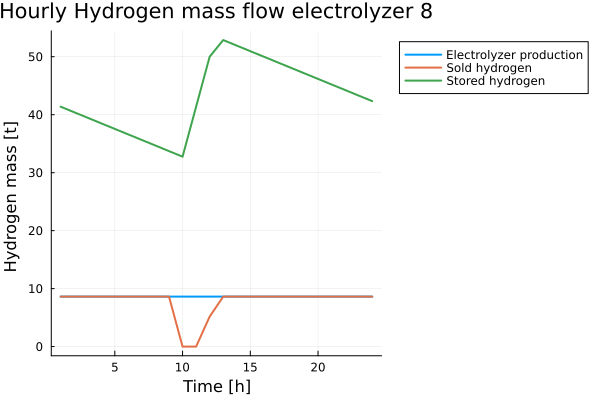 Hourly Hydrogen mass flow electrolyzer 8
Electrolyzer production
Sold hydrogen
Stored hydrogen
Hydrogen mass [t]
50
40
30
20
10
0
5
10
15
20
Time [h]